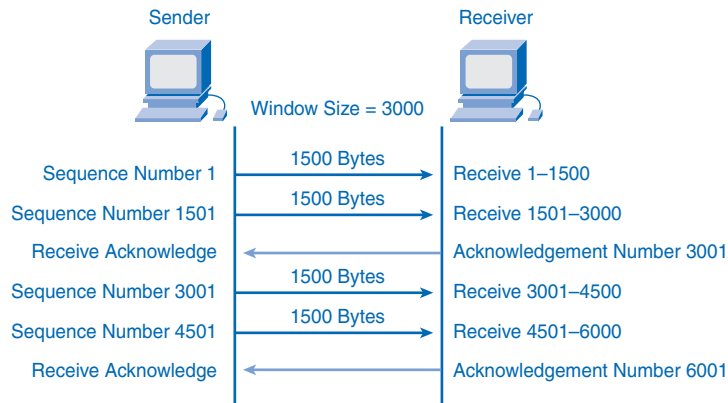 Sender
Receiver
Window Size = 3000
1500 Bytes
Sequence Number 1
Receive 1–1500
1500 Bytes
Sequence Number 1501
Receive 1501–3000
Receive Acknowledge
Acknowledgement Number 3001
1500 Bytes
Sequence Number 3001
Receive 3001–4500
1500 Bytes
Sequence Number 4501
Receive 4501–6000
Receive Acknowledge
Acknowledgement Number 6001